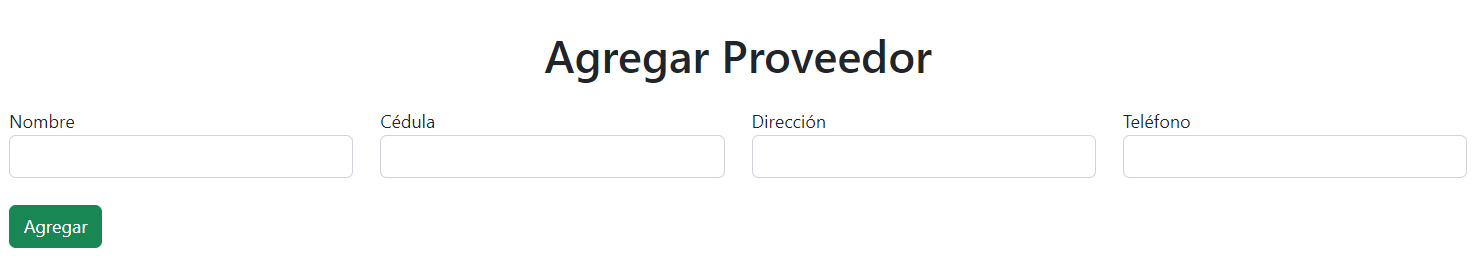 Agregar Proveedor
Nombre Cédula Dirección Teléfono
Agregar